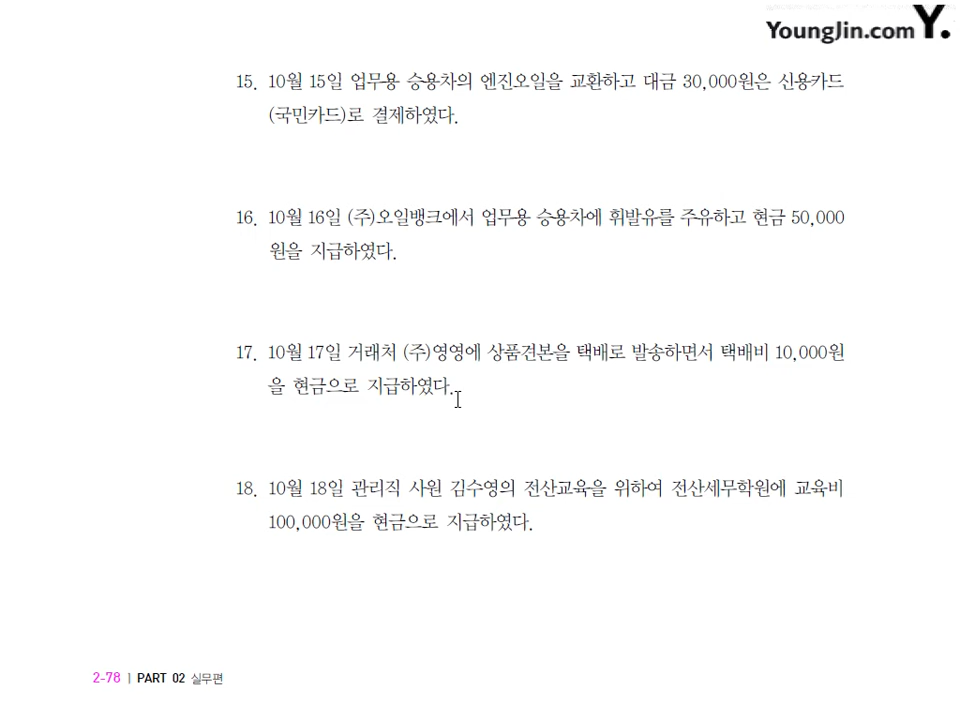 YoungJin.com Y.
15. 10월 15일 업무용 승용차의 엔진오일을 교환하고 대금 30,000원은 신용카드
(국민카드)로 결제하였다.
16. 10월 16일 (주)오일뱅크에서 업무용 승용차에 휘발유를 주유하고 현금 50,000
원을 지급하였다.
17. 10월 17일 거래처 (주)영영에 상품견본을 택배로 발송하면서 택배비 10,000원
을 현금으로 지급하였다.
18. 10월 18일 관리직 사원 김수영의 전산교육을 위하여 전산세무학원에 교육비
100,000원을 현금으로 지급하였다.
2-78 | PART 02 실무편